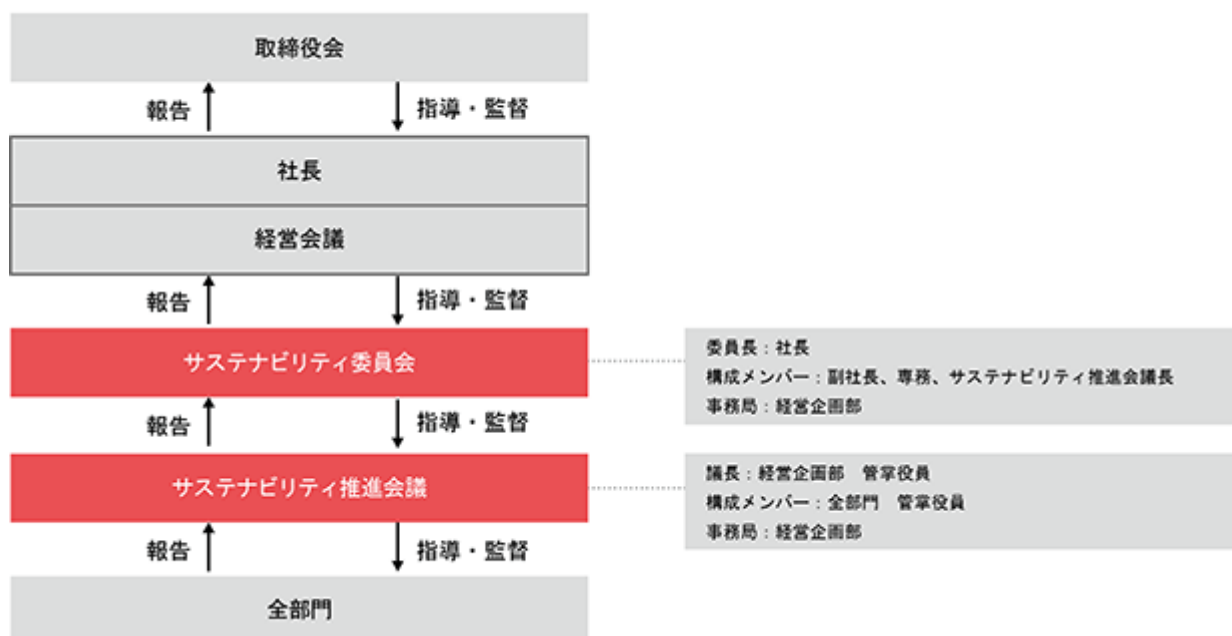 取締役会
報告
指導・監督
社長
経営会議
報告
指導・監督
サステナビリティ委員会
委員長：社長
構成メンバー：副社長、専務、サステナビリティ推進会議長
事務局：経営企画部
報告
指導・監督
サステナビリティ推進会議
議長：経営企画部　管掌役員
構成メンバー：全部門　管掌役員
事務局：経営企画部
報告
指導・監督
全部門